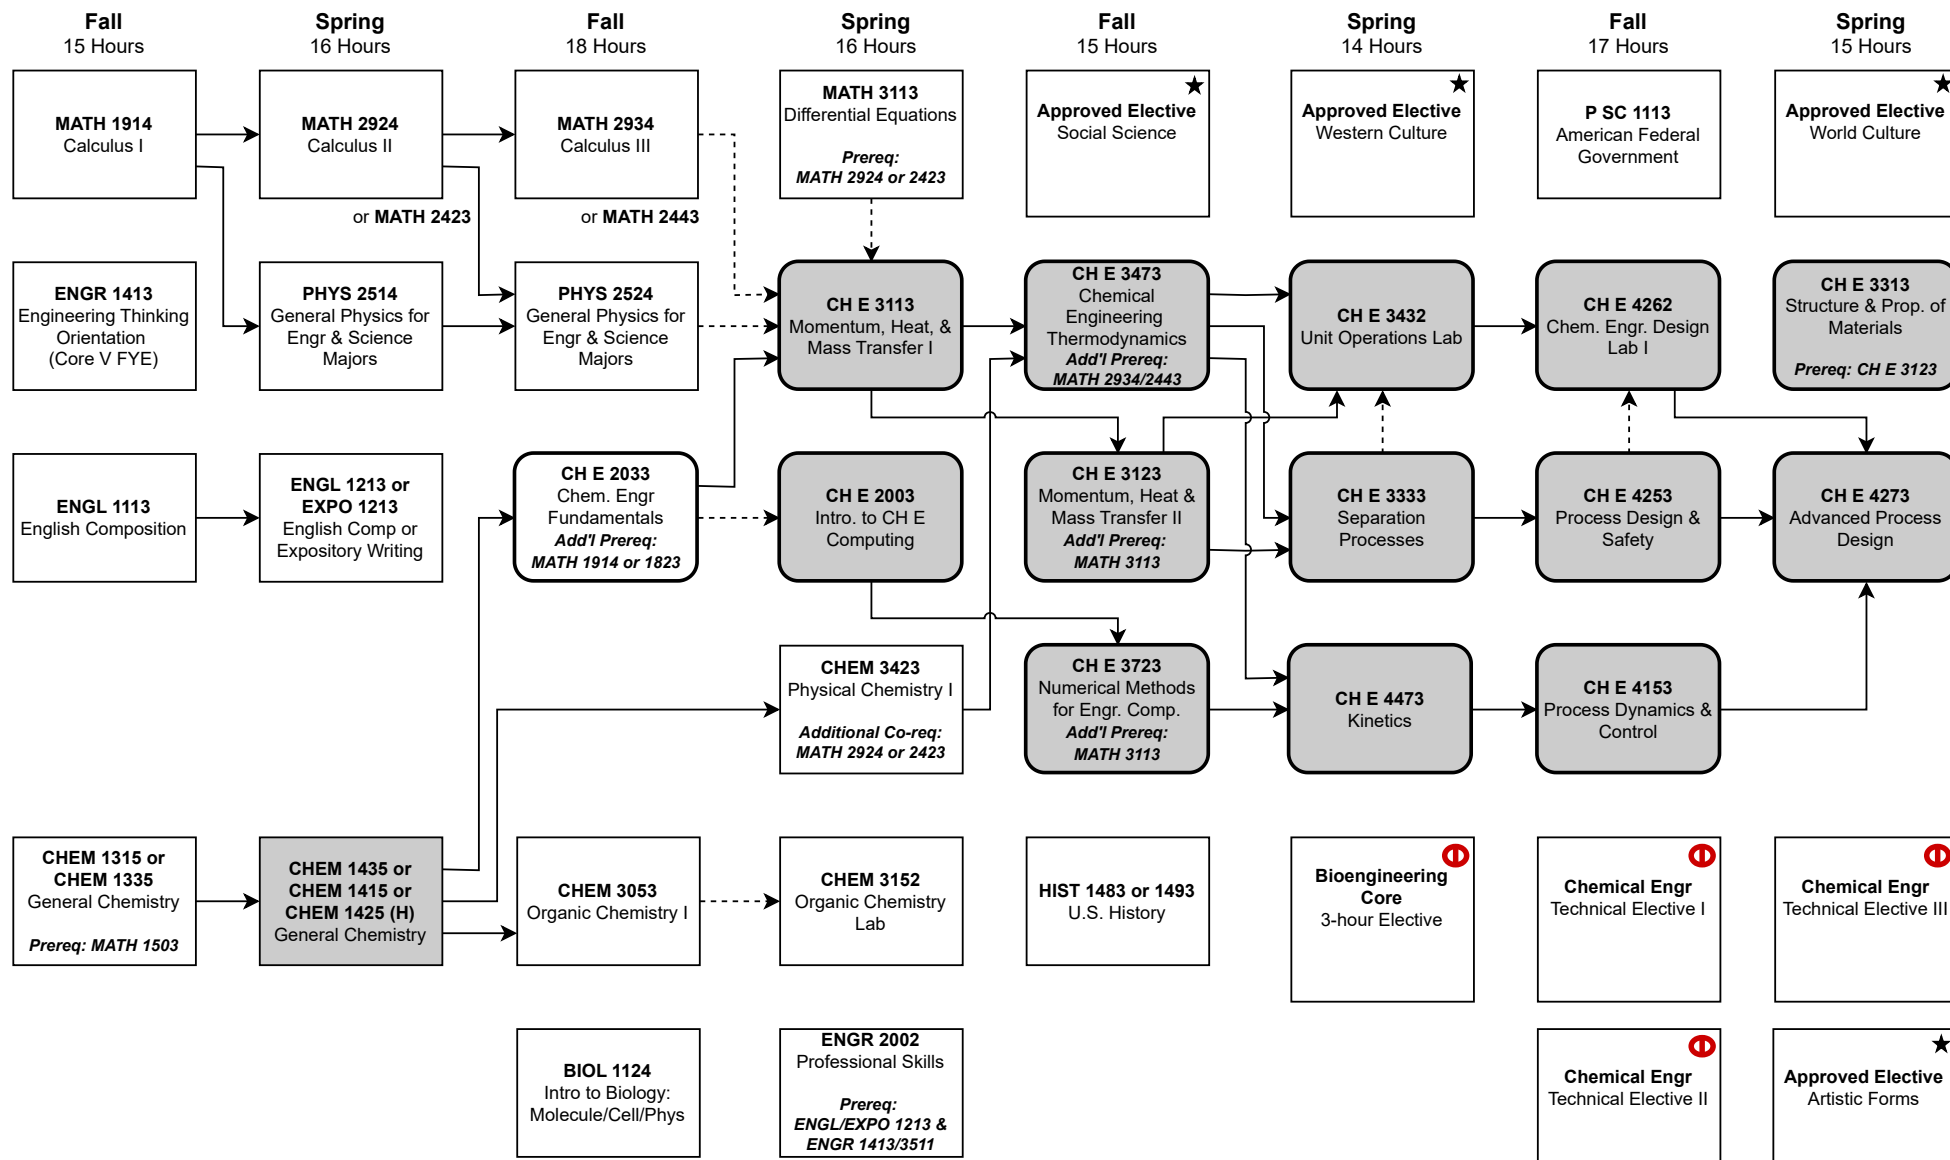 Fall
15 Hours
Spring
16 Hours
Fall
18 Hours
Spring
16 Hours
Fall
15 Hours
Spring
14 Hours
Fall
17 Hours
Spring
15 Hours
MATH 1914
Calculus I
MATH 2924
Calculus II
or MATH 2423
MATH 2934
Calculus III
or MATH 2443
MATH 3113
Differential Equations
Prereq:
MATH 2924 or 2423
Approved Elective
Social Science
Approved Elective
Western Culture
P SC 1113
American Federal
Government
Approved Elective
World Culture
ENGR 1413
Engineering Thinking
Orientation
(Core V FYE)
PHYS 2514
General Physics for
Engr & Science
Majors
PHYS 2524
General Physics for
Engr & Science
Majors
CH E 3113
Momentum, Heat, &
Mass Transfer I
CH E 3473
Chemical
Engineering
Thermodynamics
Add'l Prereq:
MATH 2934/2443
CH E 3432
Unit Operations Lab
CH E 4262
Chem. Engr. Design
Lab I
CH E 3313
Structure & Prop. of
Materials
Prereq: CH E 3123
ENGL 1113
English Composition
ENGL 1213 or
EXPO 1213
English Comp or
Expository Writing
CH E 2033
Chem. Engr
Fundamentals
Add'l Prereq:
MATH 1914 or 1823
CH E 2003
Intro. to CH E
Computing
CH E 3123
Momentum, Heat &
Mass Transfer II
Add'l Prereq:
MATH 3113
CH E 3333
Separation
Processes
CH E 4253
Process Design &
Safety
CH E 4273
Advanced Process
Design
CHEM 3423
Physical Chemistry I
Additional Co-req:
MATH 2924 or 2423
CH E 3723
Numerical Methods
for Engr. Comp.
Add'l Prereq:
MATH 3113
CH E 4473
Kinetics
CH E 4153
Process Dynamics &
Control
CHEM 1315 or
CHEM 1335
General Chemistry
Prereq: MATH 1503
CHEM 1435 or
CHEM 1415 or
CHEM 1425 (H)
General Chemistry
CHEM 3053
Organic Chemistry I
CHEM 3152
Organic Chemistry
Lab
HIST 1483 or 1493
U.S. History
Bioengineering
Core
3-hour Elective
Chemical Engr
Technical Elective I
Chemical Engr
Technical Elective III
BIOL 1124
Intro to Biology:
Molecule/Cell/Phys
ENGR 2002
Professional Skills
Prereq:
ENGL/EXPO 1213 &
ENGR 1413/3511
Chemical Engr
Technical Elective II
Approved Elective
Artistic Forms